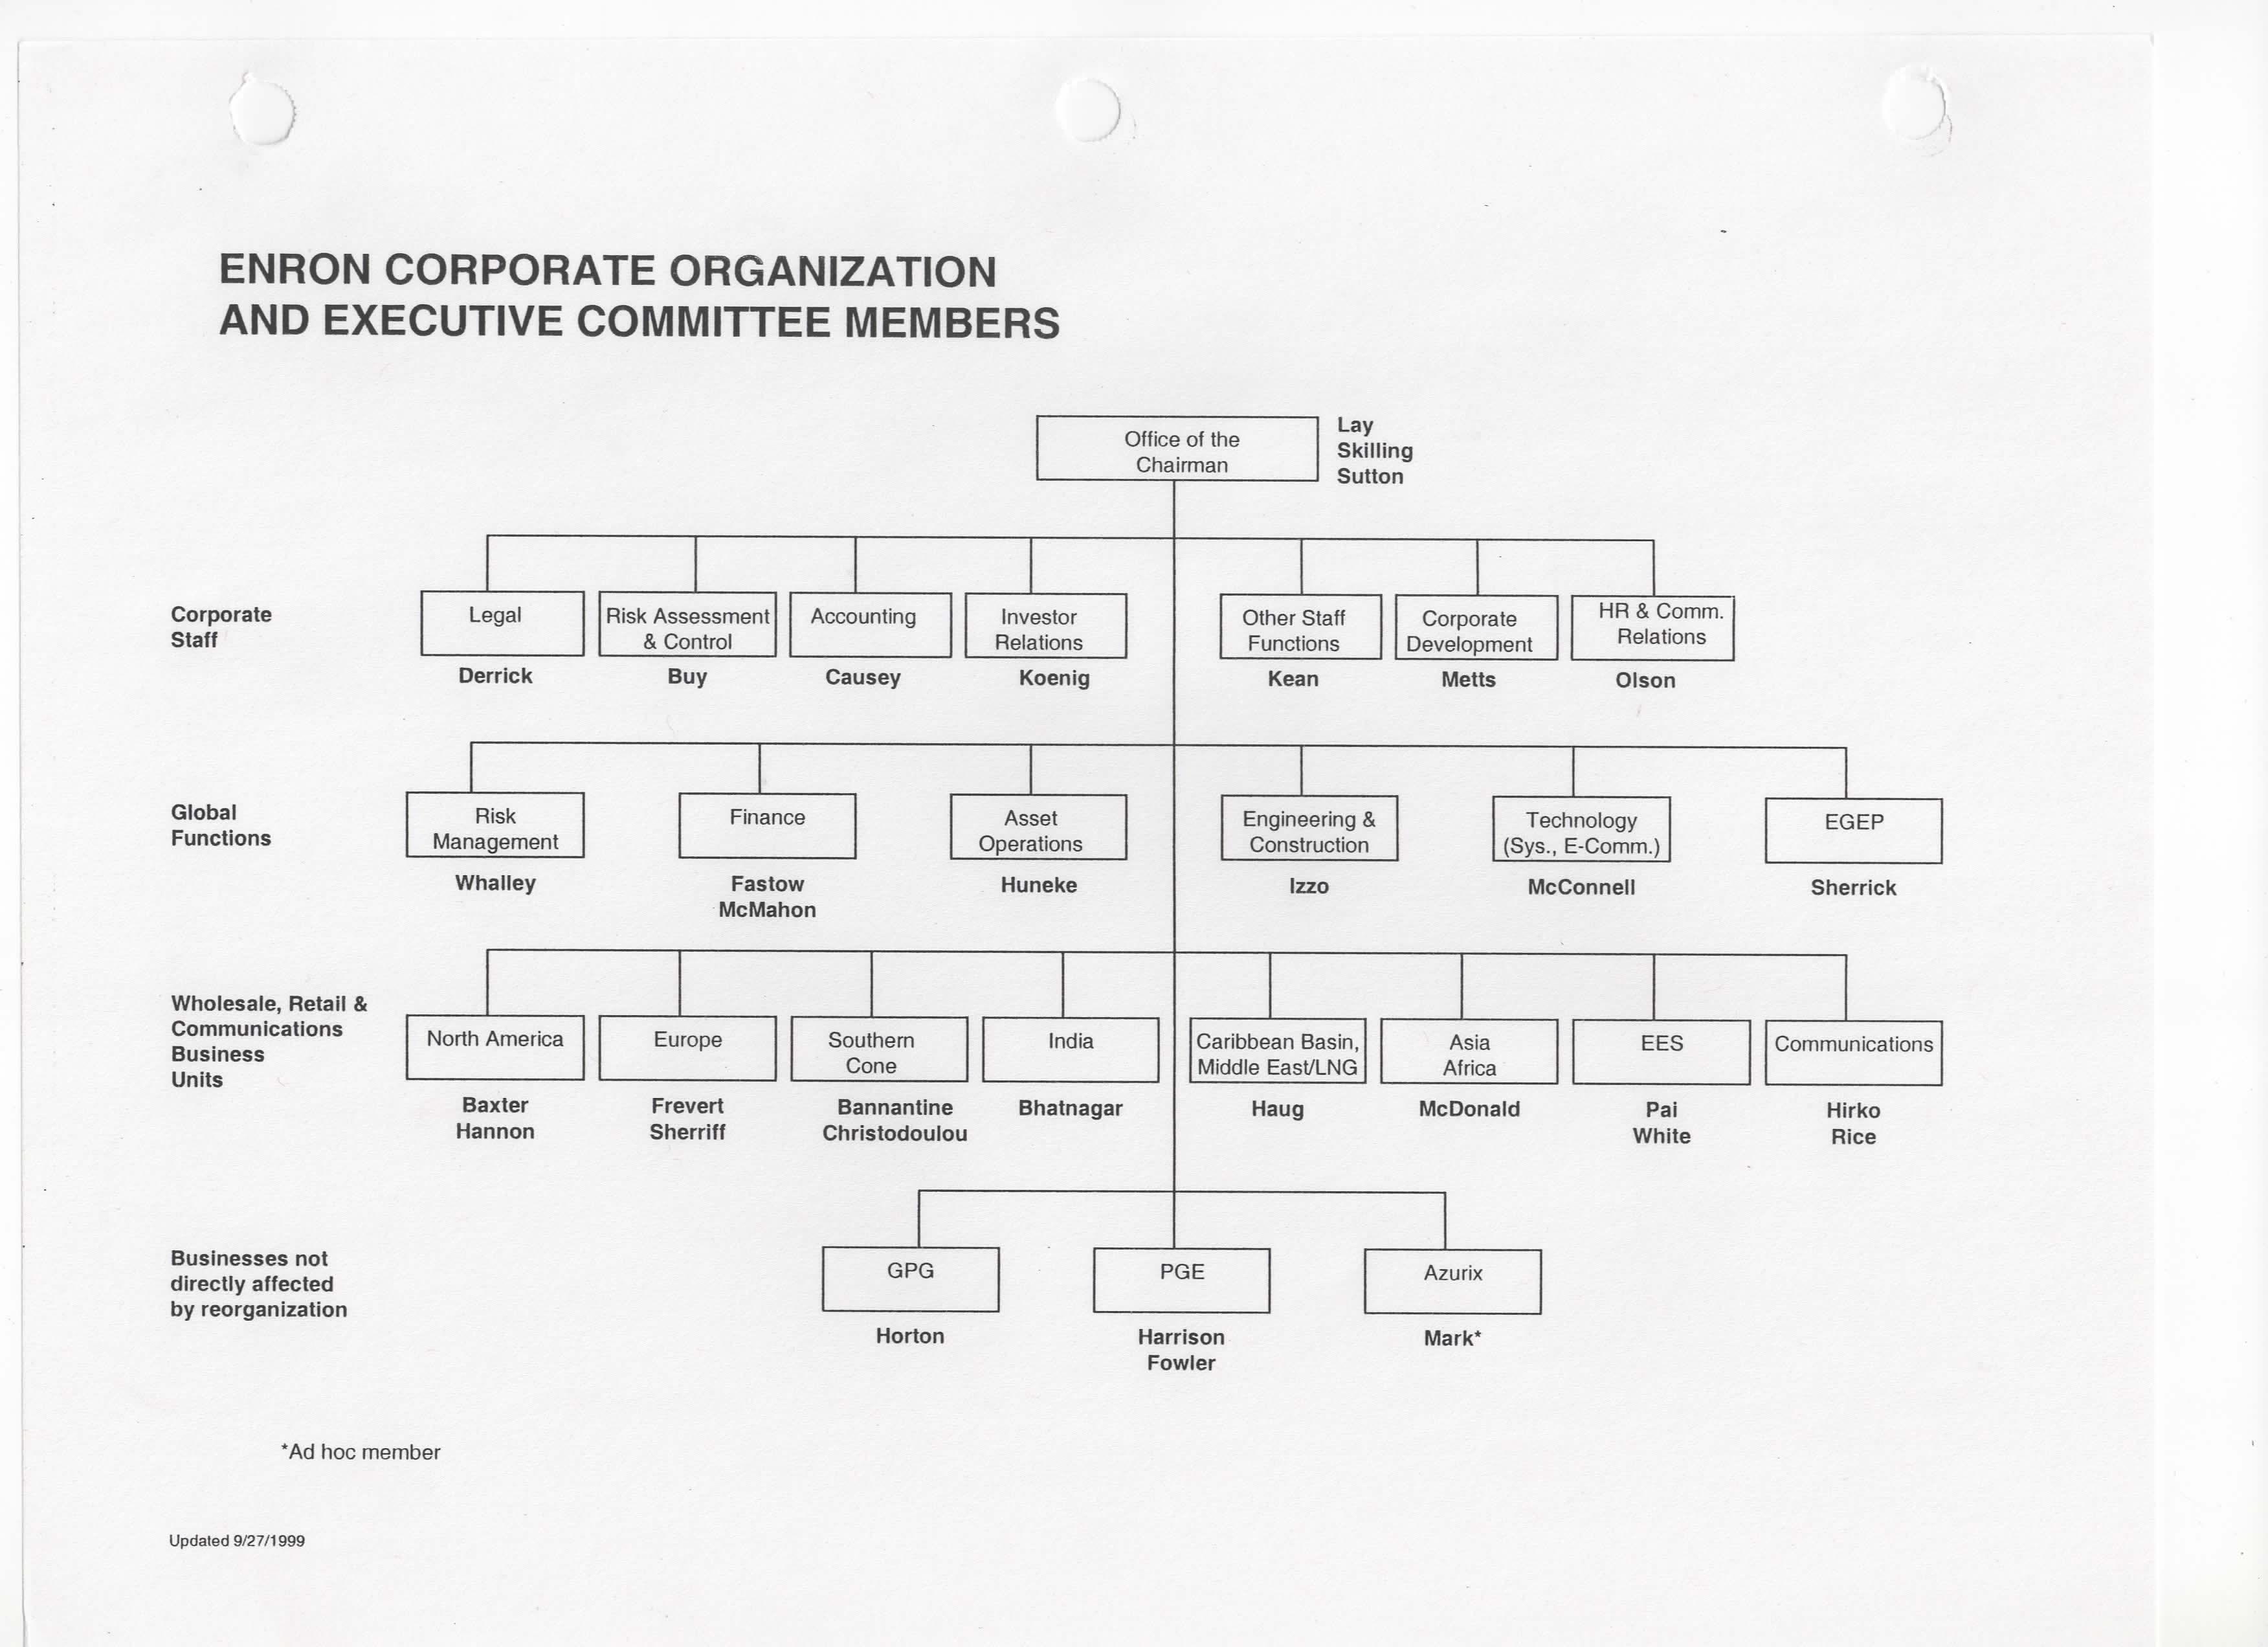 ENRON CORPORATE ORGANIZATION
AND EXECUTIVE COMMITTEE MEMBERS
Office of the
Chairman
Lay
Skilling
Sutton
Corporate
Staff
Legal
Derrick
Risk Assessment
& Control
Buy
Accounting
Causey
Investor
Relations
Koenig
Other Staff
Functions
Kean
Corporate
Development
Metts
HR & Comm.
Relations
Olson
Global
Functions
Risk
Management
Whalley
Finance
Fastow
McMahon
Asset
Operations
Huneke
Engineering &
Construction
Izzo
Technology
(Sys., E-Comm.)
McConnell
EGEP
Sherrick
Wholesale, Retail &
Communications
Business
Units
North America
Baxter
Hannon
Europe
Frevert
Sherriff
Southern
Cone
Bannantine
Christodoulou
India
Bhatnagar
Caribbean Basin,
Middle East/LNG
Haug
Asia
Africa
McDonald
EES
Pai
White
Communications
Hirko
Rice
Businesses not
directly affected
by reorganization
GPG
Horton
PGE
Harrison
Fowler
Azurix
Mark*
*Ad hoc member
Updated 9/27/1999